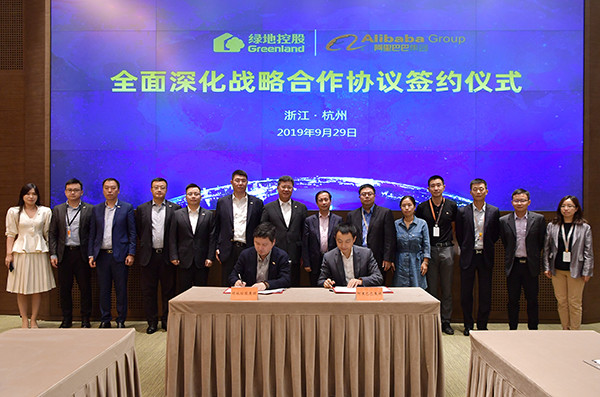 绿地控股
Greenland
Alibaba Group
阿里巴巴集团
全面深化战略合作协议签约仪式
浙江·杭州
2019年9月29日